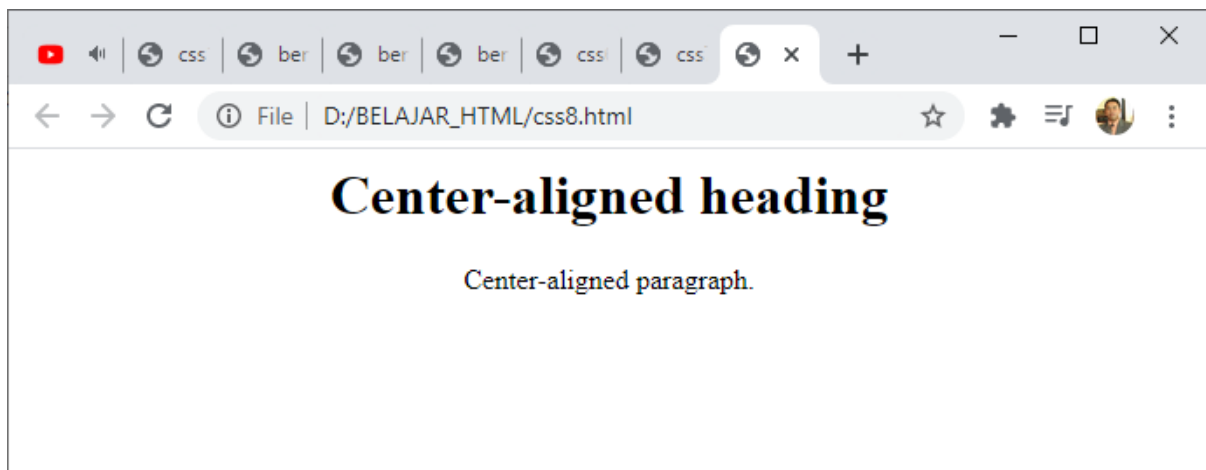 css
ber
ber
ber
css
css
File
D:/BELAJAR_HTML/css8.html
Center-aligned heading
Center-aligned paragraph.